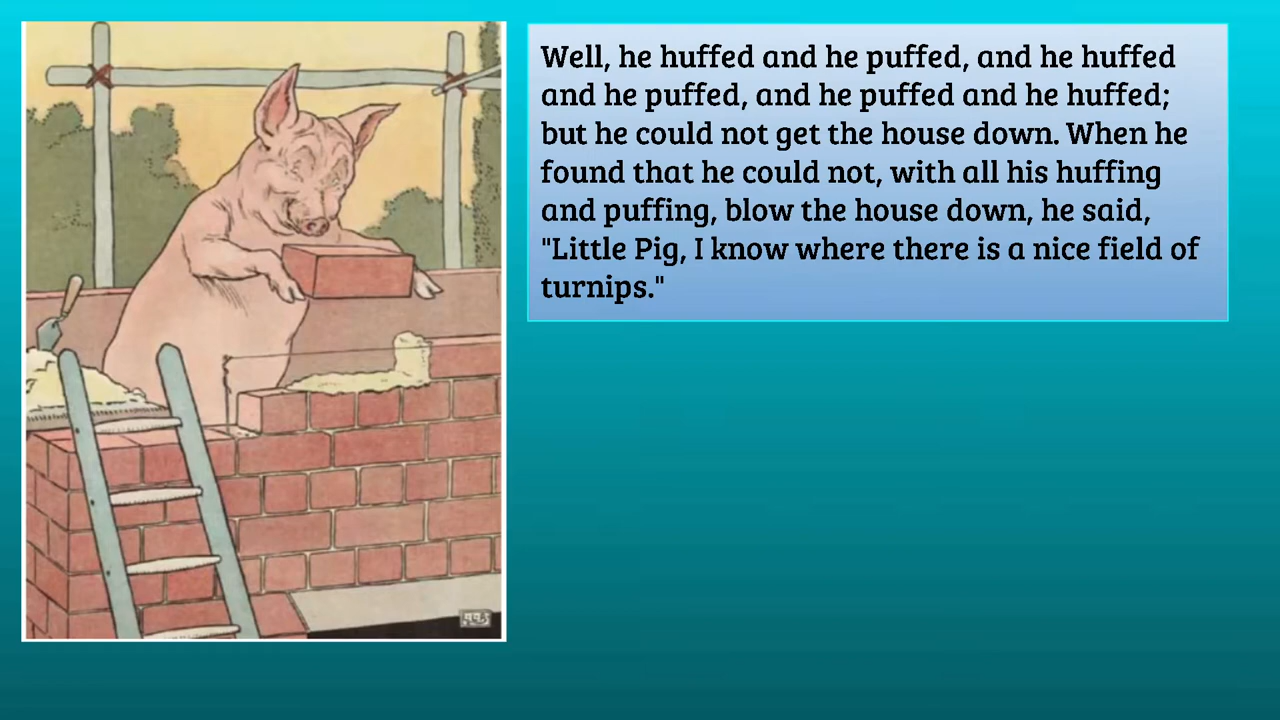 Well, he huffed and he puffed, and he huffed
and he puffed, and he puffed and he huffed;
but he could not get the house down. When he
found that he could not, with all his huffing
and puffing, blow the house down, he said,
"Little Pig, I know where there is a nice field of
turnips."